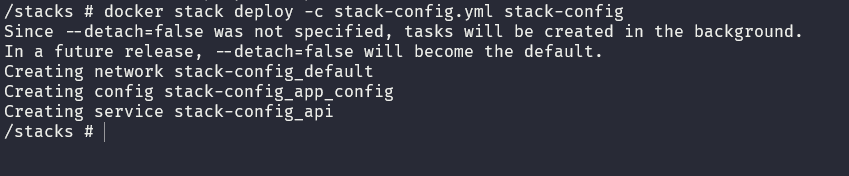 /stacks # docker stack deploy -c stack-config.yml stack-config
Since --detach=false was not specified, tasks will be created in the background.
In a future release, --detach=false will become the default.
Creating network stack-config_default
Creating config stack-config_app_config
Creating service stack-config_api
/stacks #